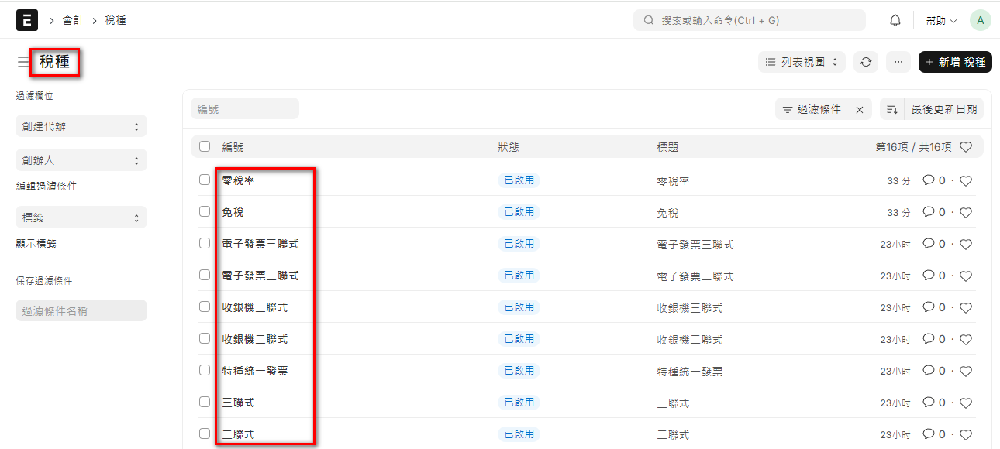 E > 會計 > 稅種
搜索或輸入命令(Ctrl + G)
幫助
A
稅種
列表視圖
...
+ 新增 稅種
過濾欄位
創建代辦
創辦人
編輯過濾條件
標籤
顯示標籤
保存過濾條件
過濾條件名稱
編號
過濾條件
最後更新日期
編號 狀態 標題 第16項 / 共16項
零稅率 已啟用 零稅率 33 分 0 ·
免稅 已啟用 免稅 33 分 0 ·
電子發票三聯式 已啟用 電子發票三聯式 23小时 0 ·
電子發票二聯式 已啟用 電子發票二聯式 23小时 0 ·
收銀機三聯式 已啟用 收銀機三聯式 23小时 0 ·
收銀機二聯式 已啟用 收銀機二聯式 23小时 0 ·
特種統一發票 已啟用 特種統一發票 23小时 0 ·
三聯式 已啟用 三聯式 23小时 0 ·
二聯式 已啟用 二聯式 23小时 0 ·